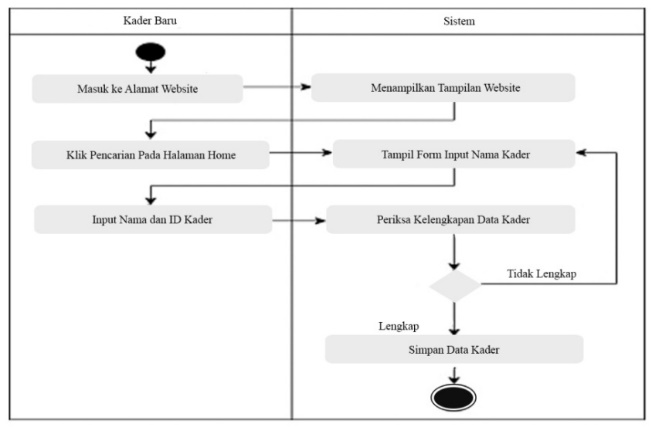 Kader Baru
Sistem
Masuk ke Alamat Website
Menampilkan Tampilan Website
Klik Pencarian Pada Halaman Home
Tampil Form Input Nama Kader
Input Nama dan ID Kader
Periksa Kelengkapan Data Kader
Tidak Lengkap
Lengkap
Simpan Data Kader